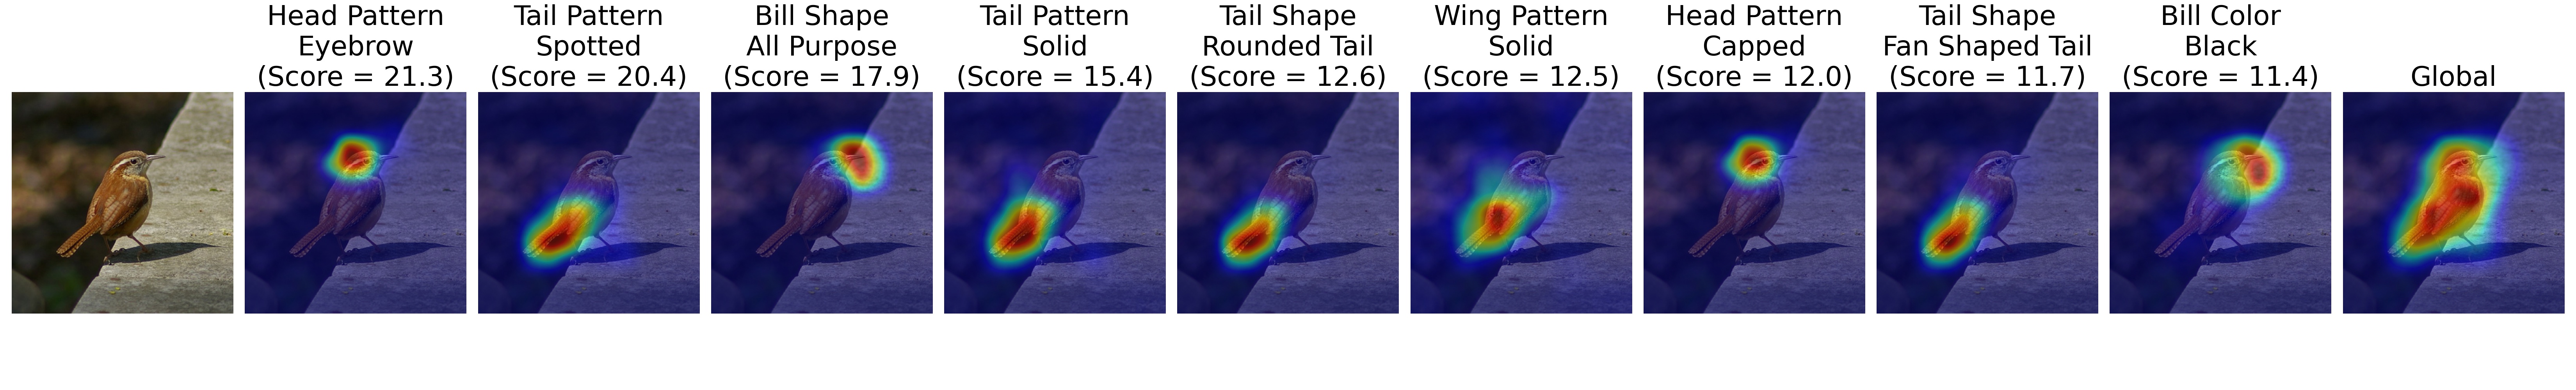 Head Pattern
Eyebrow
(Score = 21.3)
Tail Pattern
Spotted
(Score = 20.4)
Bill Shape
All Purpose
(Score = 17.9)
Tail Pattern
Solid
(Score = 15.4)
Tail Shape
Rounded Tail
(Score = 12.6)
Wing Pattern
Solid
(Score = 12.5)
Head Pattern
Capped
(Score = 12.0)
Tail Shape
Fan Shaped Tail
(Score = 11.7)
Bill Color
Black
(Score = 11.4)
Global